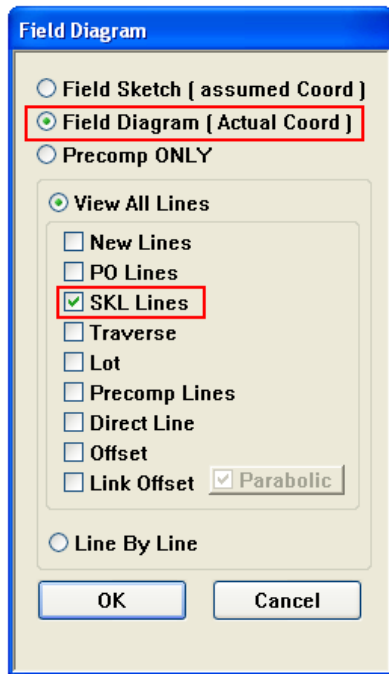 Field Diagram
Field Sketch ( assumed Coord )
Field Diagram ( Actual Coord )
Precomp ONLY
View All Lines
New Lines
PO Lines
SKL Lines
Traverse
Lot
Precomp Lines
Direct Line
Offset
Link Offset Parabolic
Line By Line
OK Cancel